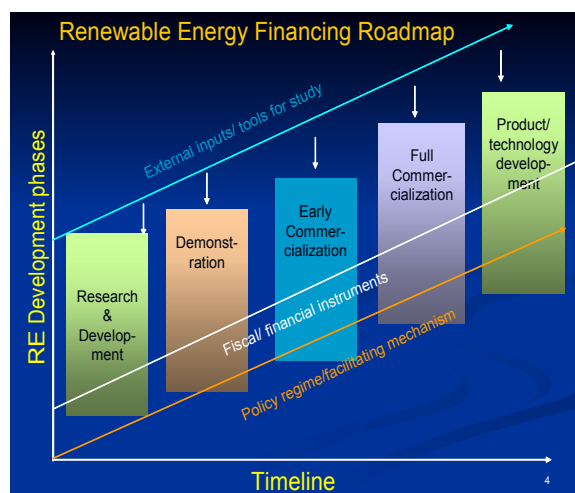 Renewable Energy Financing Roadmap
RE Development phases
External inputs/ tools for study
Research
&
Develop-
ment
Demonst-
ration
Early
Commer-
cialization
Full
Commer-
cialization
Product/
technology
develop-
ment
Fiscal/ financial instruments
Policy regime/facilitating mechanism
Timeline
4